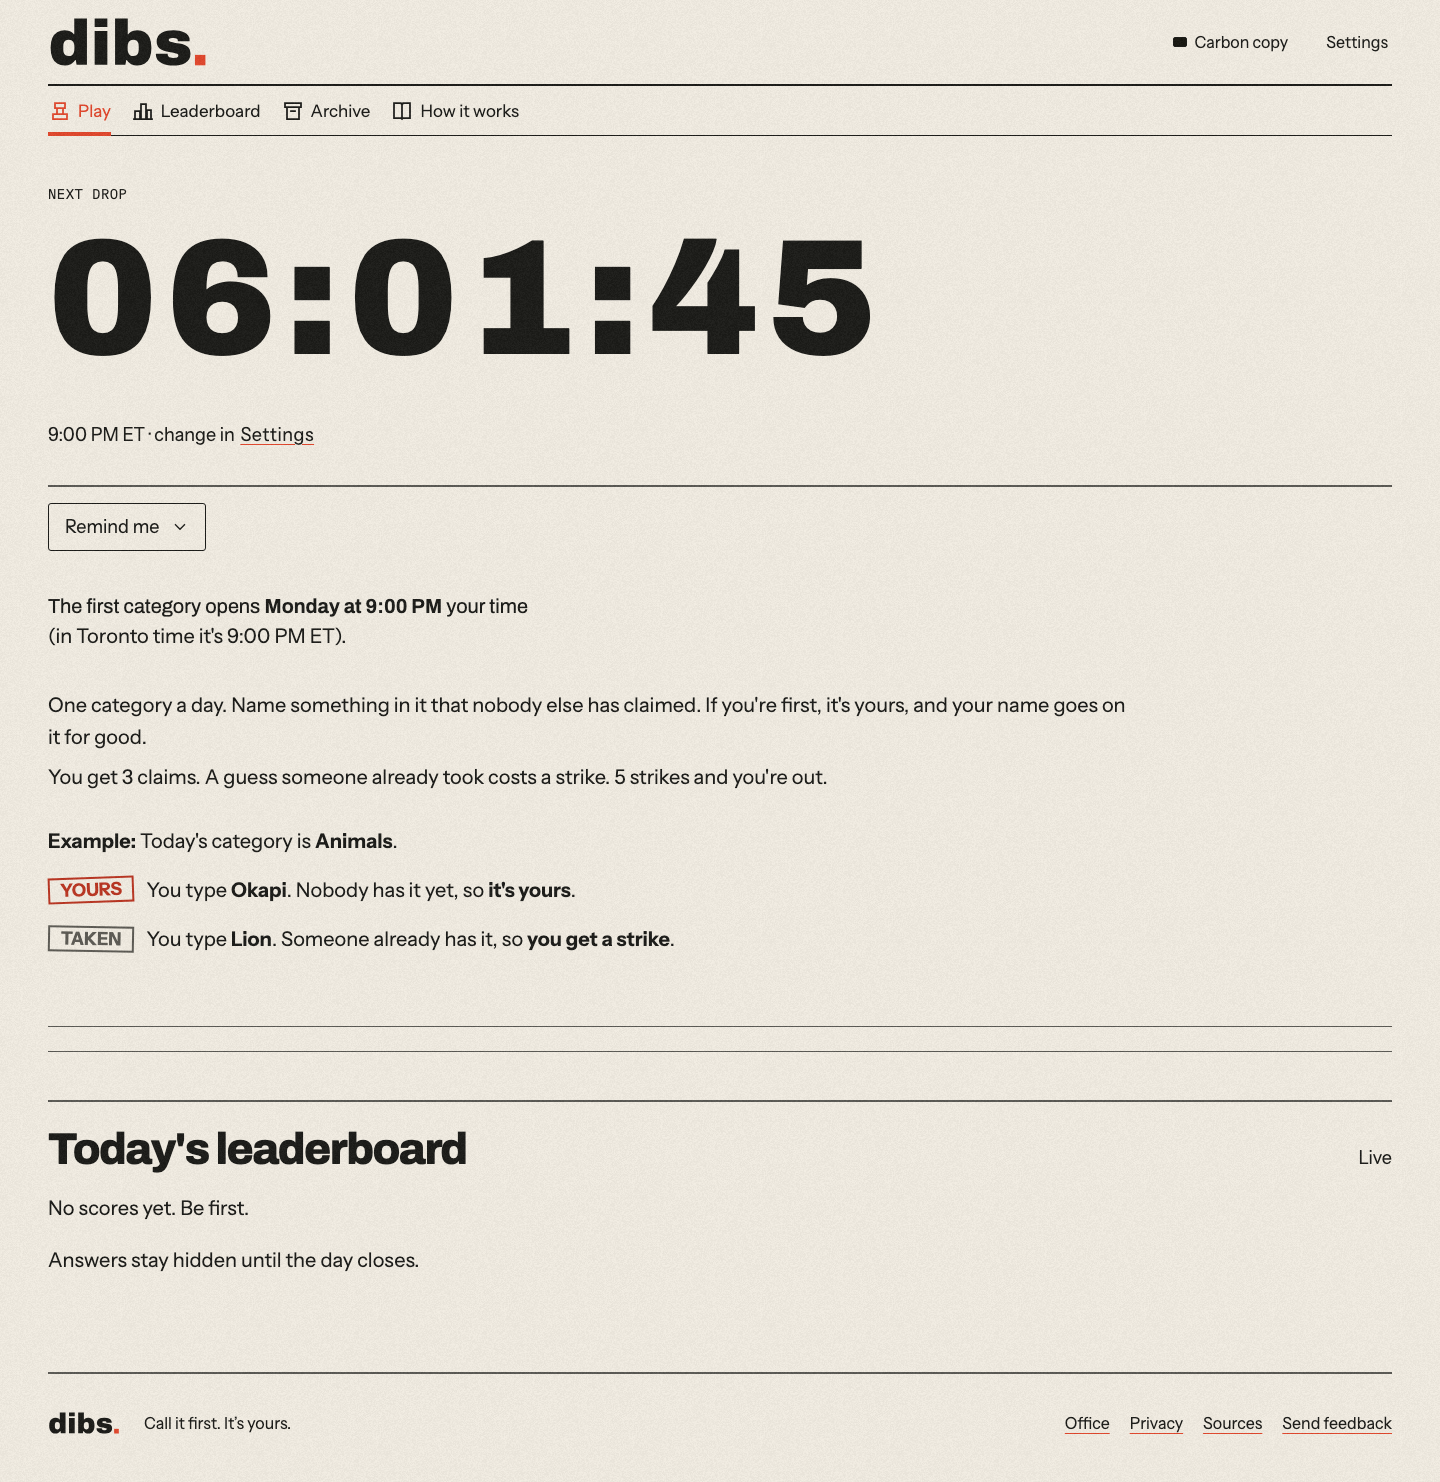 dibs.
Carbon copy Settings
Play Leaderboard Archive How it works
NEXT DROP
06:01:45
9:00 PM ET · change in Settings
Remind me
The first category opens Monday at 9:00 PM your time
(in Toronto time it's 9:00 PM ET).
One category a day. Name something in it that nobody else has claimed. If you're first, it's yours, and your name goes on
it for good.
You get 3 claims. A guess someone already took costs a strike. 5 strikes and you're out.
Example: Today's category is Animals.
YOURS You type Okapi. Nobody has it yet, so it's yours.
TAKEN You type Lion. Someone already has it, so you get a strike.
Today's leaderboard
Live
No scores yet. Be first.
Answers stay hidden until the day closes.
dibs. Call it first. It’s yours.
Office Privacy Sources Send feedback